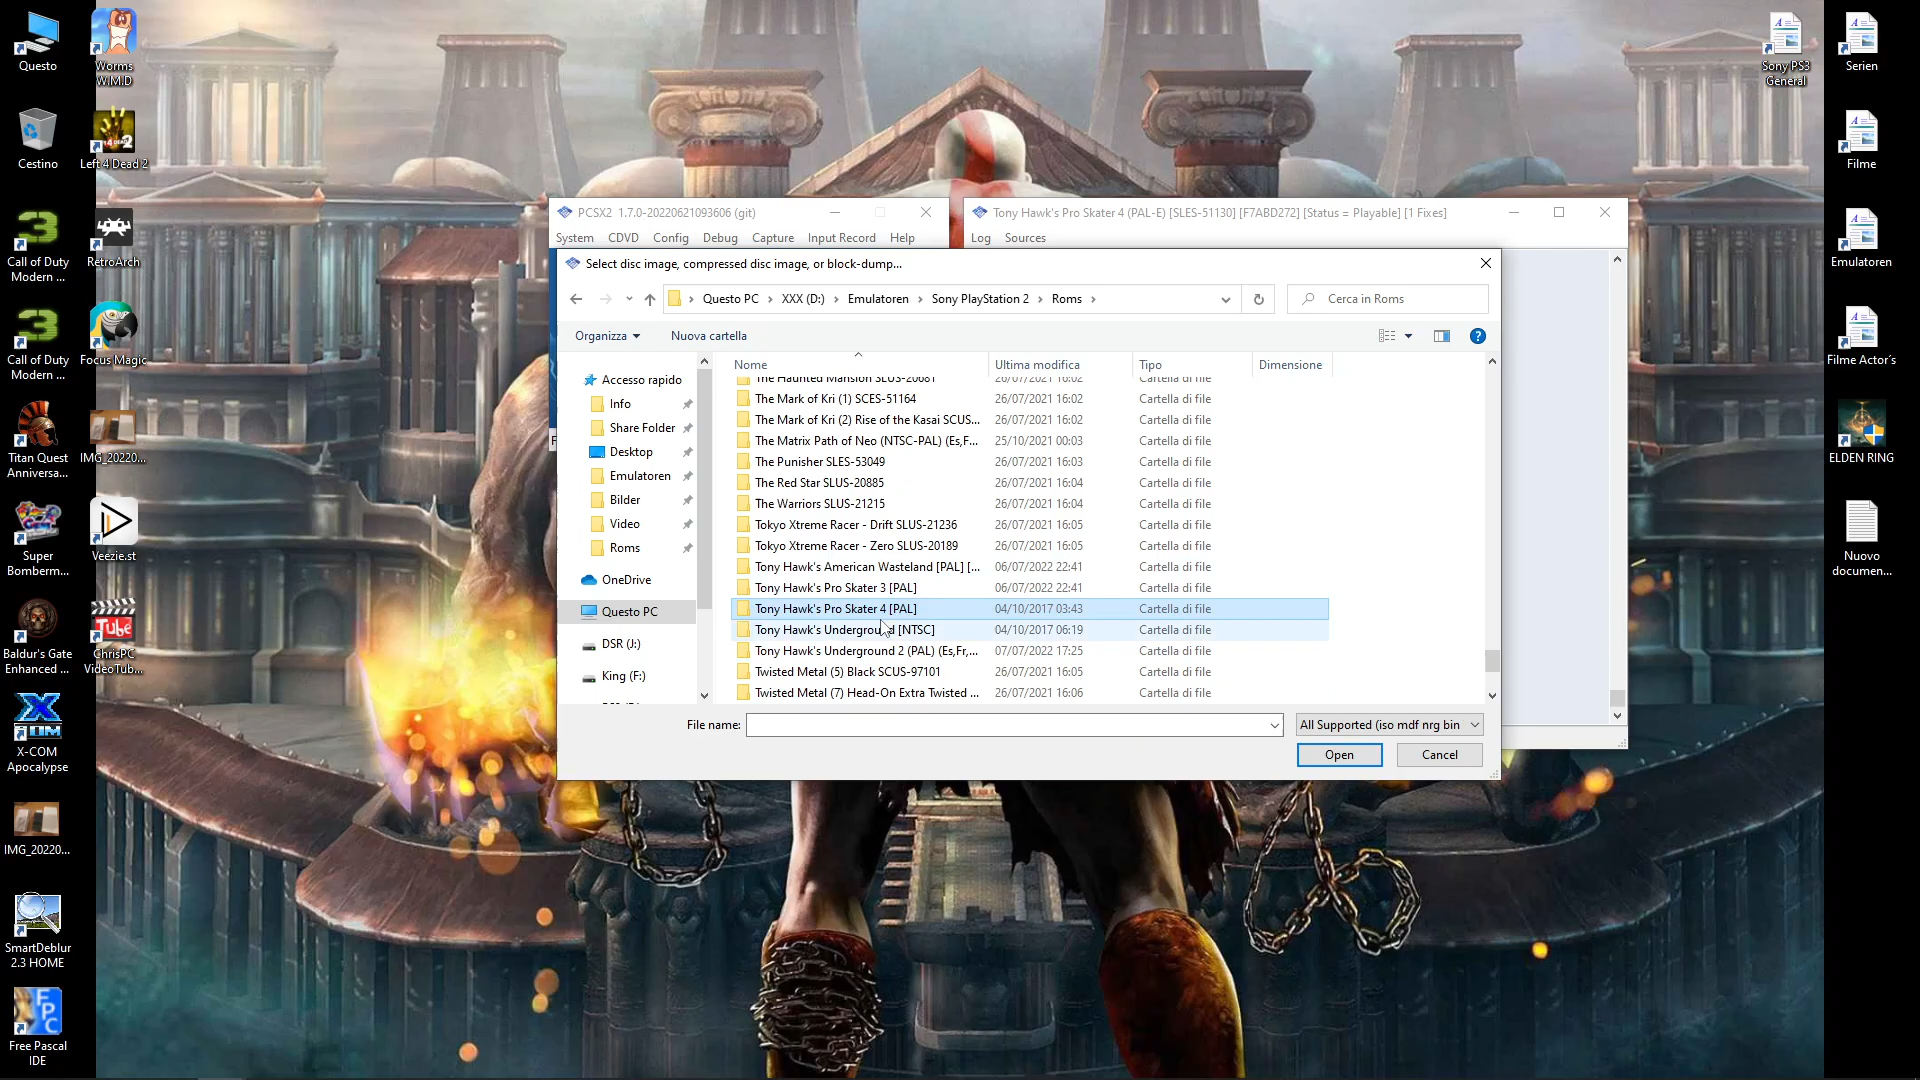 Questo
Cestino
Call of Duty
Modern ...
Call of Duty
Modern ...
Titan Quest
Anniversa...
Super
Bomberm...
Baldur's Gate
Enhanced ...
X-COM
Apocalypse
IMG_20220...
SmartDeblur
2.3 HOME
Free Pascal
IDE
Worms
W.M.D
Left 4 Dead 2
RetroArch
Focus Magic
IMG_20220...
Veezie.st
ChrisPC
VideoTub...
PCSX2 1.7.0-20220621093606 (git)
System CDVD Config Debug Capture Input Record Help
Tony Hawk's Pro Skater 4 (PAL-E) [SLES-51130] [F7ABD272] [Status = Playable] [1 Fixes]
Log Sources
Select disc image, compressed disc image, or block-dump...
Questo PC › XXX (D:) › Emulatoren › Sony PlayStation 2 › Roms ›
Cerca in Roms
Organizza
Nuova cartella
Accesso rapido
Info
Share Folder
Desktop
Emulatoren
Bilder
Video
Roms
OneDrive
Questo PC
DSR (J:)
King (F:)
Nome Ultima modifica Tipo Dimensione
The Haunted Mansion SLUS-20681 26/07/2021 16:02 Cartella di file
The Mark of Kri (1) SCES-51164 26/07/2021 16:02 Cartella di file
The Mark of Kri (2) Rise of the Kasai SCUS... 26/07/2021 16:02 Cartella di file
The Matrix Path of Neo (NTSC-PAL) (Es,F... 25/10/2021 00:03 Cartella di file
The Punisher SLES-53049 26/07/2021 16:03 Cartella di file
The Red Star SLUS-20885 26/07/2021 16:04 Cartella di file
The Warriors SLUS-21215 26/07/2021 16:04 Cartella di file
Tokyo Xtreme Racer - Drift SLUS-21236 26/07/2021 16:05 Cartella di file
Tokyo Xtreme Racer - Zero SLUS-20189 26/07/2021 16:05 Cartella di file
Tony Hawk's American Wasteland [PAL] [... 06/07/2022 22:41 Cartella di file
Tony Hawk's Pro Skater 3 [PAL] 06/07/2022 22:41 Cartella di file
Tony Hawk's Pro Skater 4 [PAL] 04/10/2017 03:43 Cartella di file
Tony Hawk's Underground [NTSC] 04/10/2017 06:19 Cartella di file
Tony Hawk's Underground 2 (PAL) (Es,Fr,... 07/07/2022 17:25 Cartella di file
Twisted Metal (5) Black SCUS-97101 26/07/2021 16:05 Cartella di file
Twisted Metal (7) Head-On Extra Twisted ... 26/07/2021 16:06 Cartella di file
File name:
All Supported (iso mdf nrg bin
Open
Cancel
Sony PS3
General
Serien
Filme
Emulatoren
Filme Actor´s
ELDEN RING
Nuovo
documen...